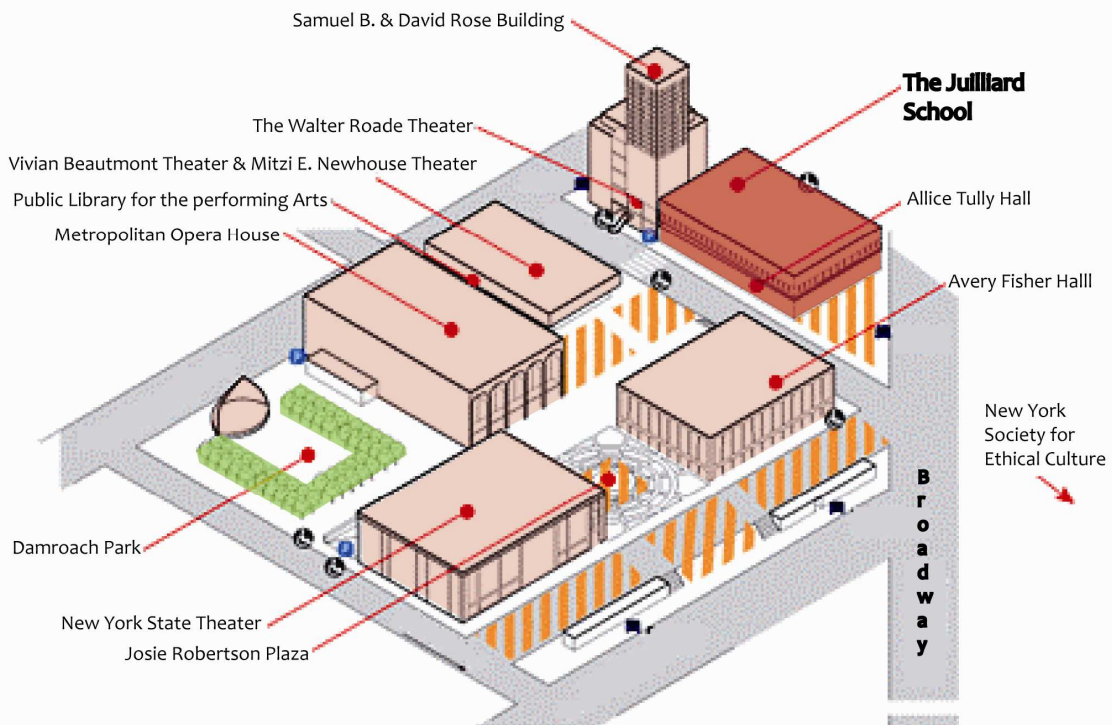 Samuel B. & David Rose Building
The Juilliard
School
The Walter Roade Theater
Vivian Beautmont Theater & Mitzi E. Newhouse Theater
Public Library for the performing Arts
Metropolitan Opera House
Allice Tully Hall
Avery Fisher Halll
New York
Society for
Ethical Culture
Broadway
Damroach Park
New York State Theater
Josie Robertson Plaza
P
P
P